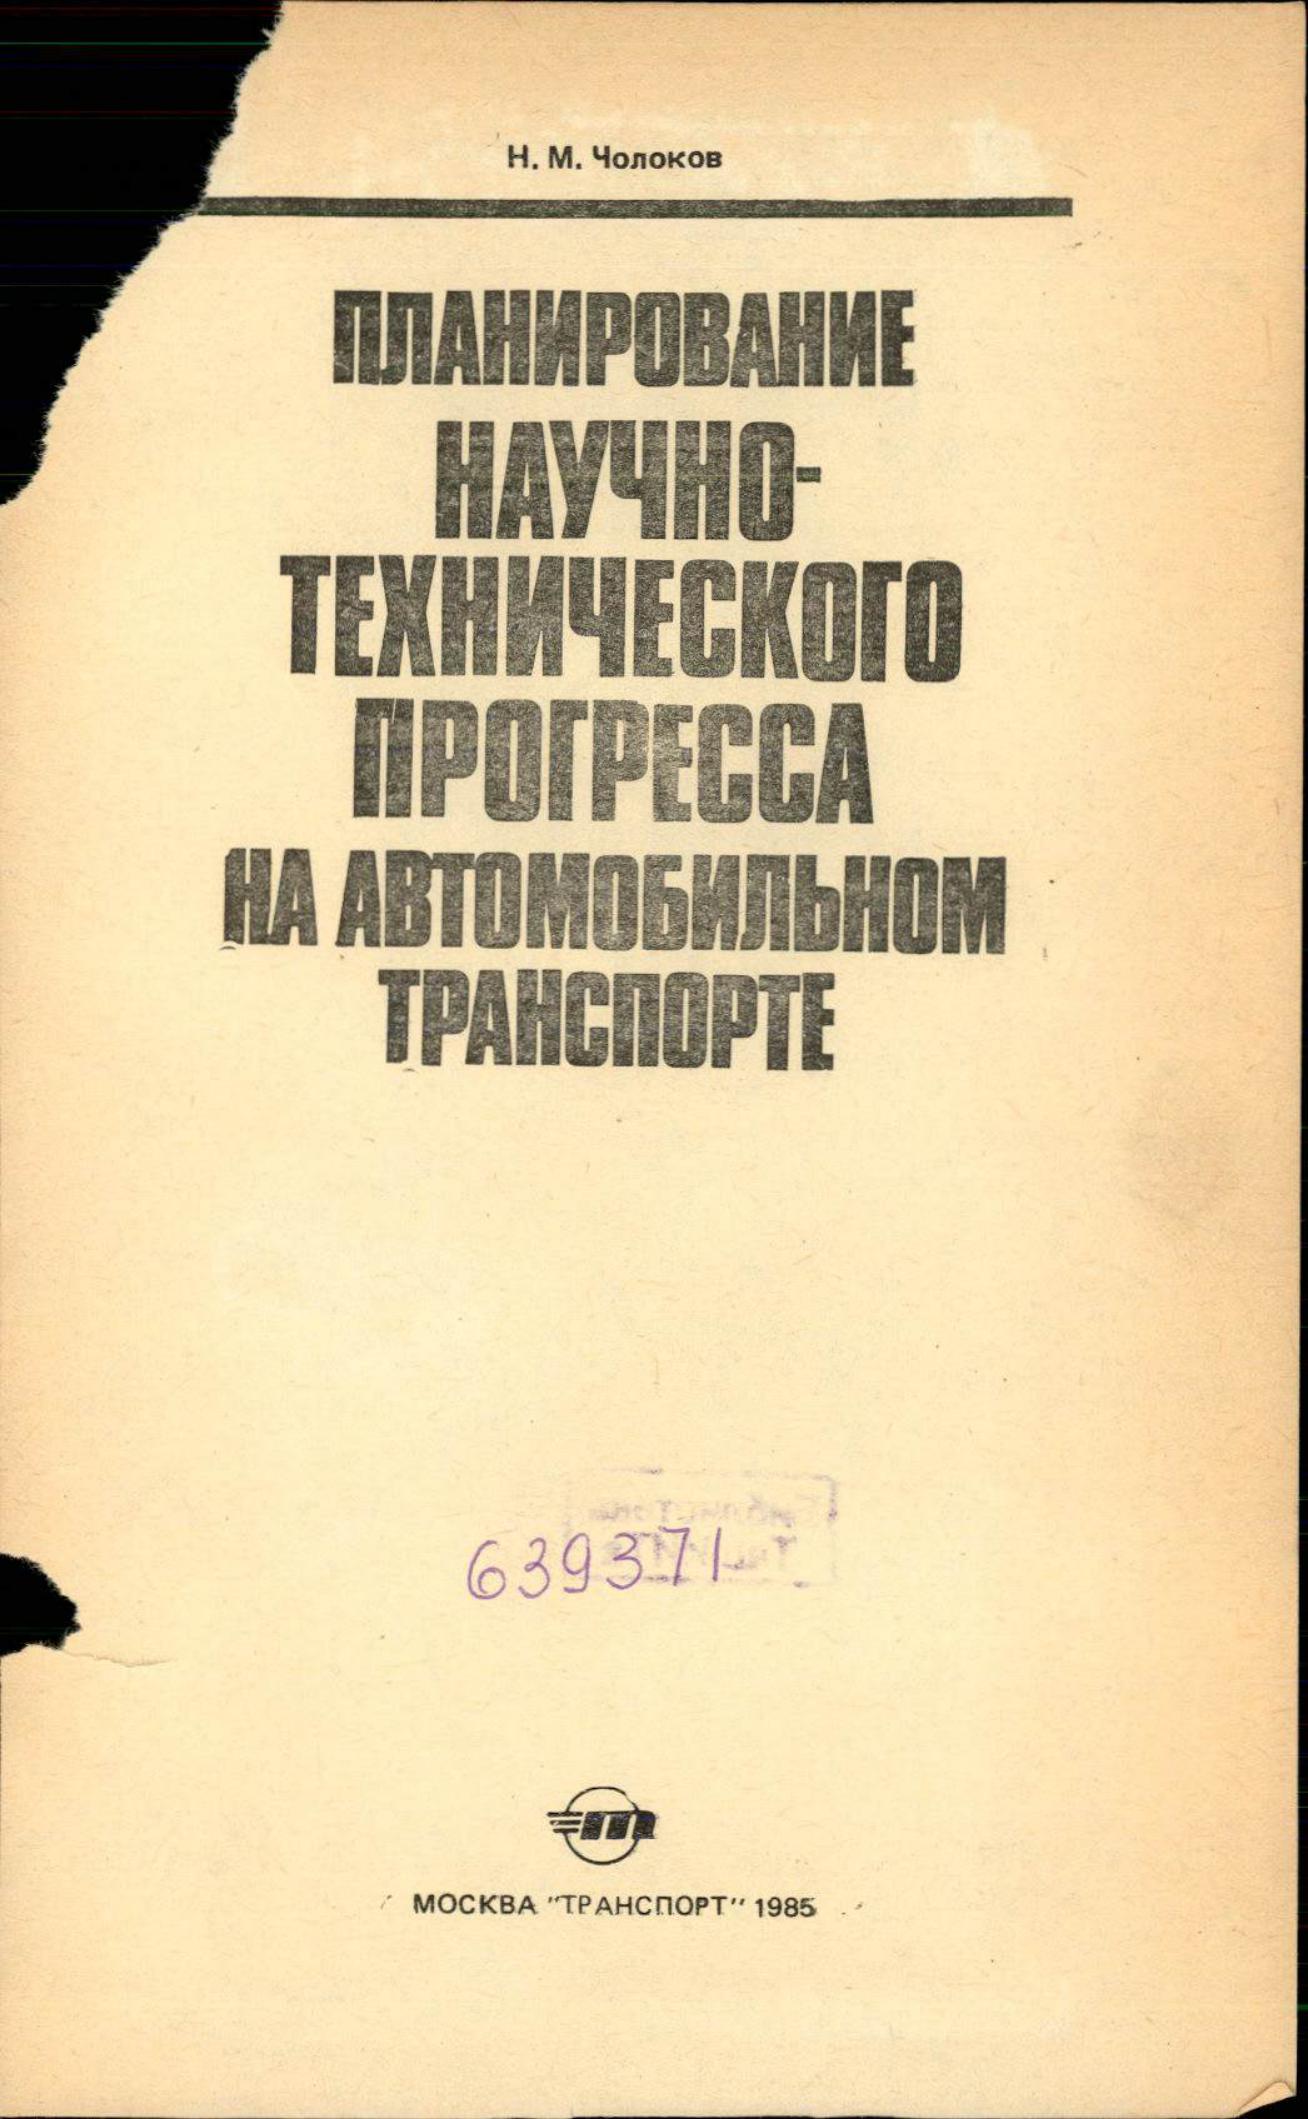 Н. М. Чолоков
ПЛАНИРОВАНИЕ
НАУЧНО-
ТЕХНИЧЕСКОГО
ПРОГРЕССА
НА АВТОМОБИЛЬНОМ
ТРАНСПОРТЕ
639371
МОСКВА "ТРАНСПОРТ" 1985